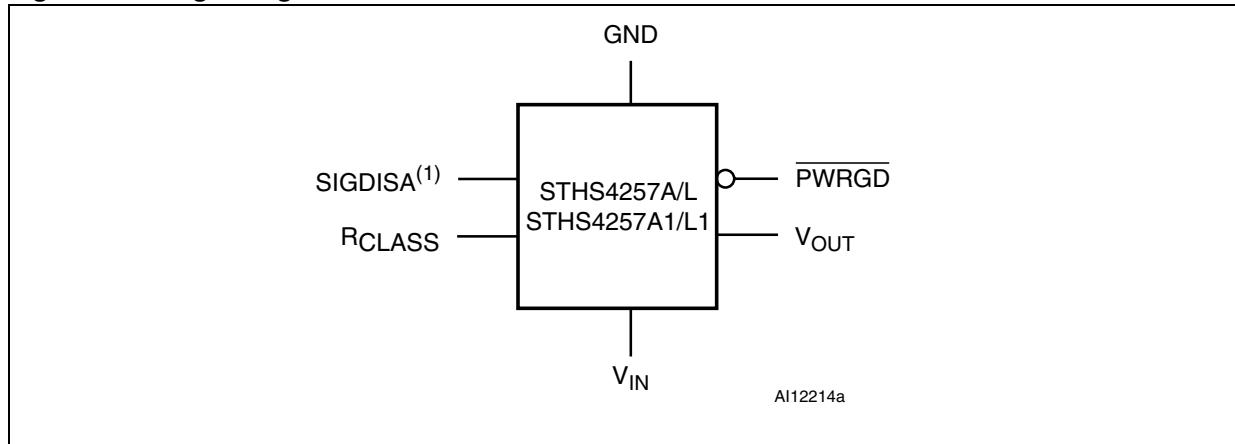 GND
SIGDISA(1)
STHS4257A/L
PWRGD
STHS4257A1/L1
RCLASS
VOUT
VIN
AI12214a